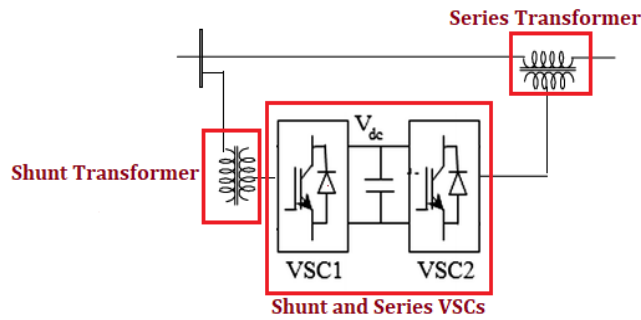 Series Transformer
Shunt Transformer
Vdc
VSC1
VSC2
Shunt and Series VSCs